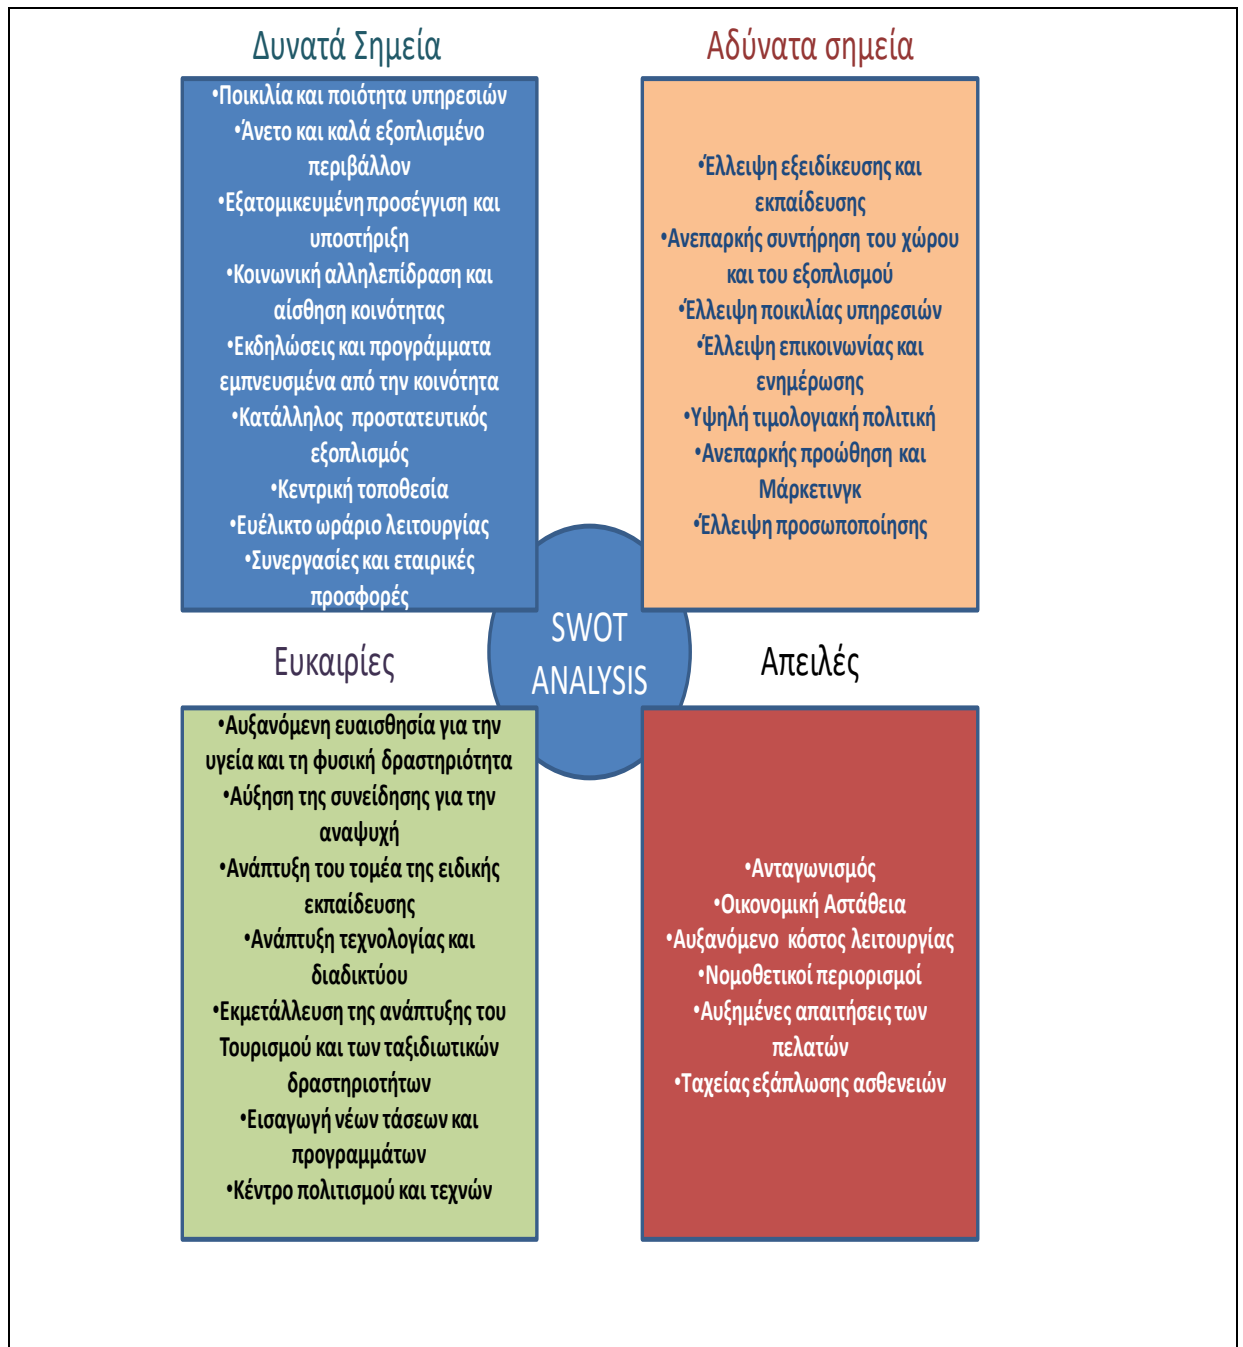 Δυνατά Σημεία
•Ποικιλία και ποιότητα υπηρεσιών
•Άνετο και καλά εξοπλισμένο
περιβάλλον
•Εξατομικευμένη προσέγγιση και
υποστήριξη
•Κοινωνική αλληλεπίδραση και
αίσθηση κοινότητας
•Εκδηλώσεις και προγράμματα
εμπνευσμένα από την κοινότητα
•Κατάλληλος προστατευτικός
εξοπλισμός
•Κεντρική τοποθεσία
•Ευέλικτο ωράριο λειτουργίας
•Συνεργασίες και εταιρικές
προσφορές
Αδύνατα σημεία
•Έλλειψη εξειδίκευσης και
εκπαίδευσης
•Ανεπαρκής συντήρηση του χώρου
και του εξοπλισμού
•Έλλειψη ποικιλίας υπηρεσιών
•Έλλειψη επικοινωνίας και
ενημέρωσης
•Υψηλή τιμολογιακή πολιτική
•Ανεπαρκής προώθηση και
Μάρκετινγκ
•Έλλειψη προσωποποίησης
SWOT
ANALYSIS
Ευκαιρίες
•Αυξανόμενη ευαισθησία για την
υγεία και τη φυσική δραστηριότητα
•Αύξηση της συνείδησης για την
αναψυχή
•Ανάπτυξη του τομέα της ειδικής
εκπαίδευσης
•Ανάπτυξη τεχνολογίας και
διαδικτύου
•Εκμετάλλευση της ανάπτυξης του
Τουρισμού και των ταξιδιωτικών
δραστηριοτήτων
•Εισαγωγή νέων τάσεων και
προγραμμάτων
•Κέντρο πολιτισμού και τεχνών
Απειλές
•Ανταγωνισμός
•Οικονομική Αστάθεια
•Αυξανόμενο κόστος λειτουργίας
•Νομοθετικοί περιορισμοί
•Αυξημένες απαιτήσεις των
πελατών
•Ταχείας εξάπλωσης ασθενειών